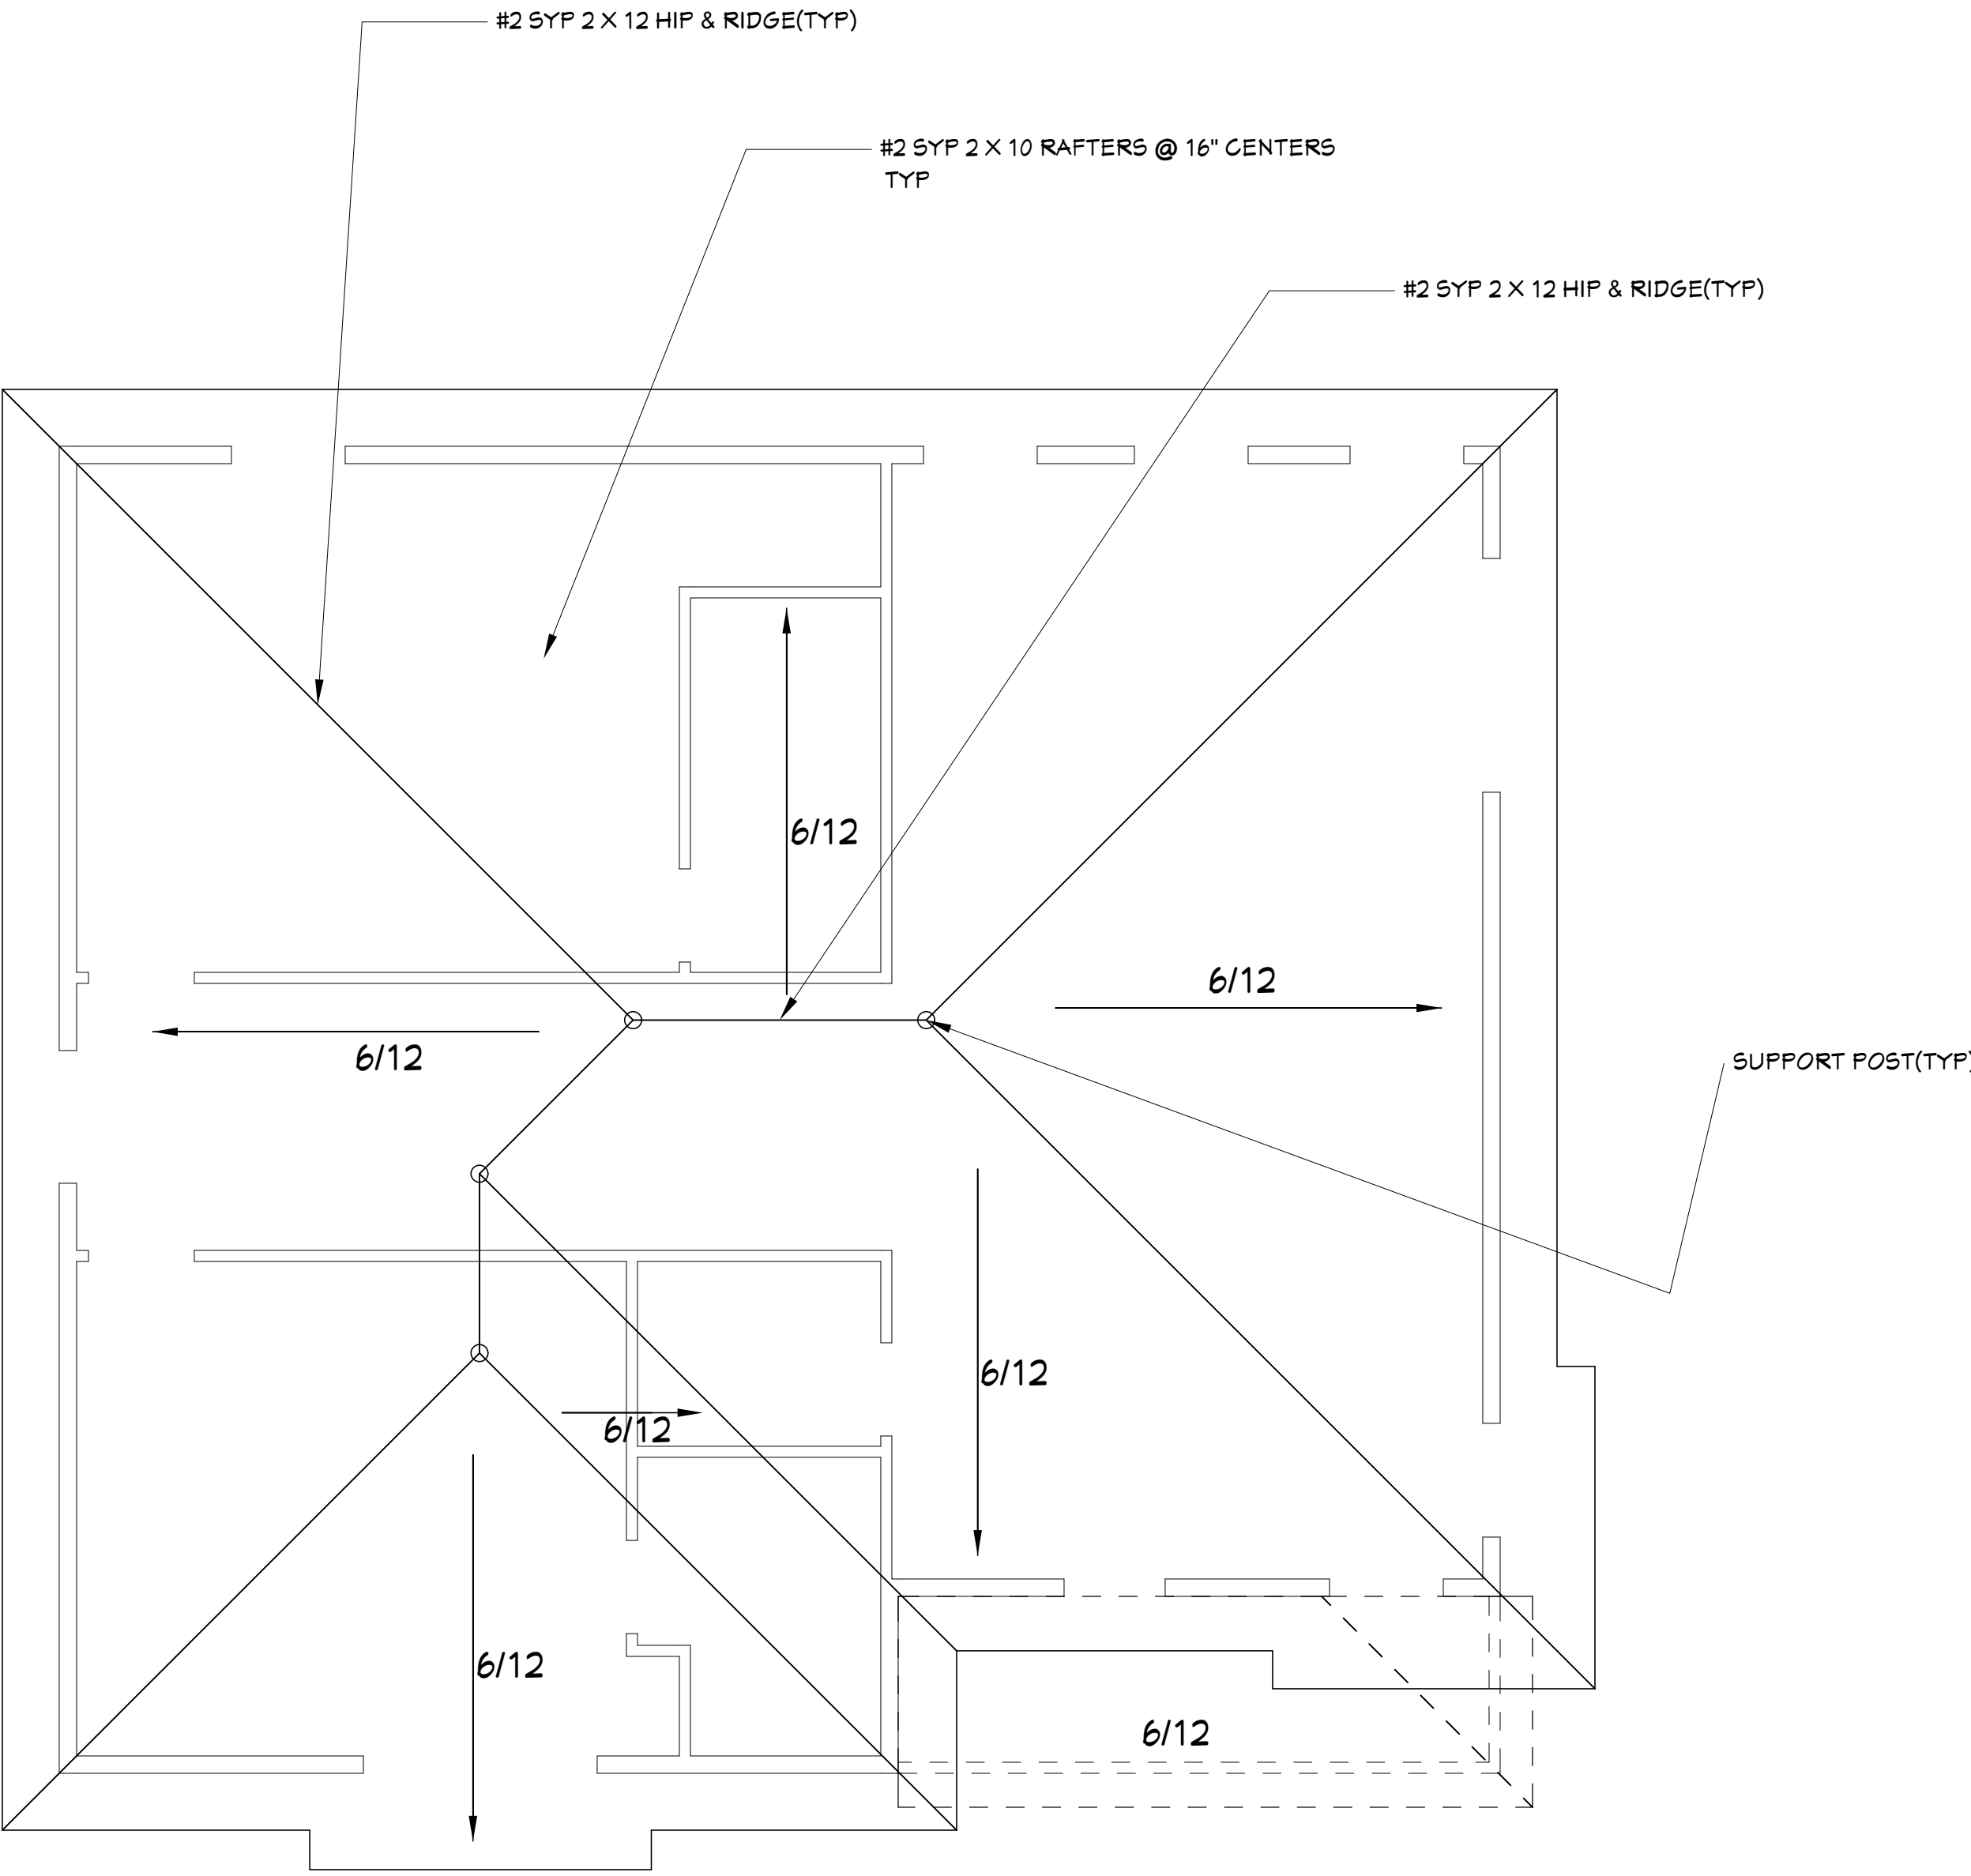 #2 SYP 2 X 12 HIP & RIDGE(TYP)
#2 SYP 2 X 10 RAFTERS @ 16" CENTERS
TYP
#2 SYP 2 X 12 HIP & RIDGE(TYP)
6/12
6/12
6/12
SUPPORT POST(TYP)
6/12
6/12
6/12
6/12